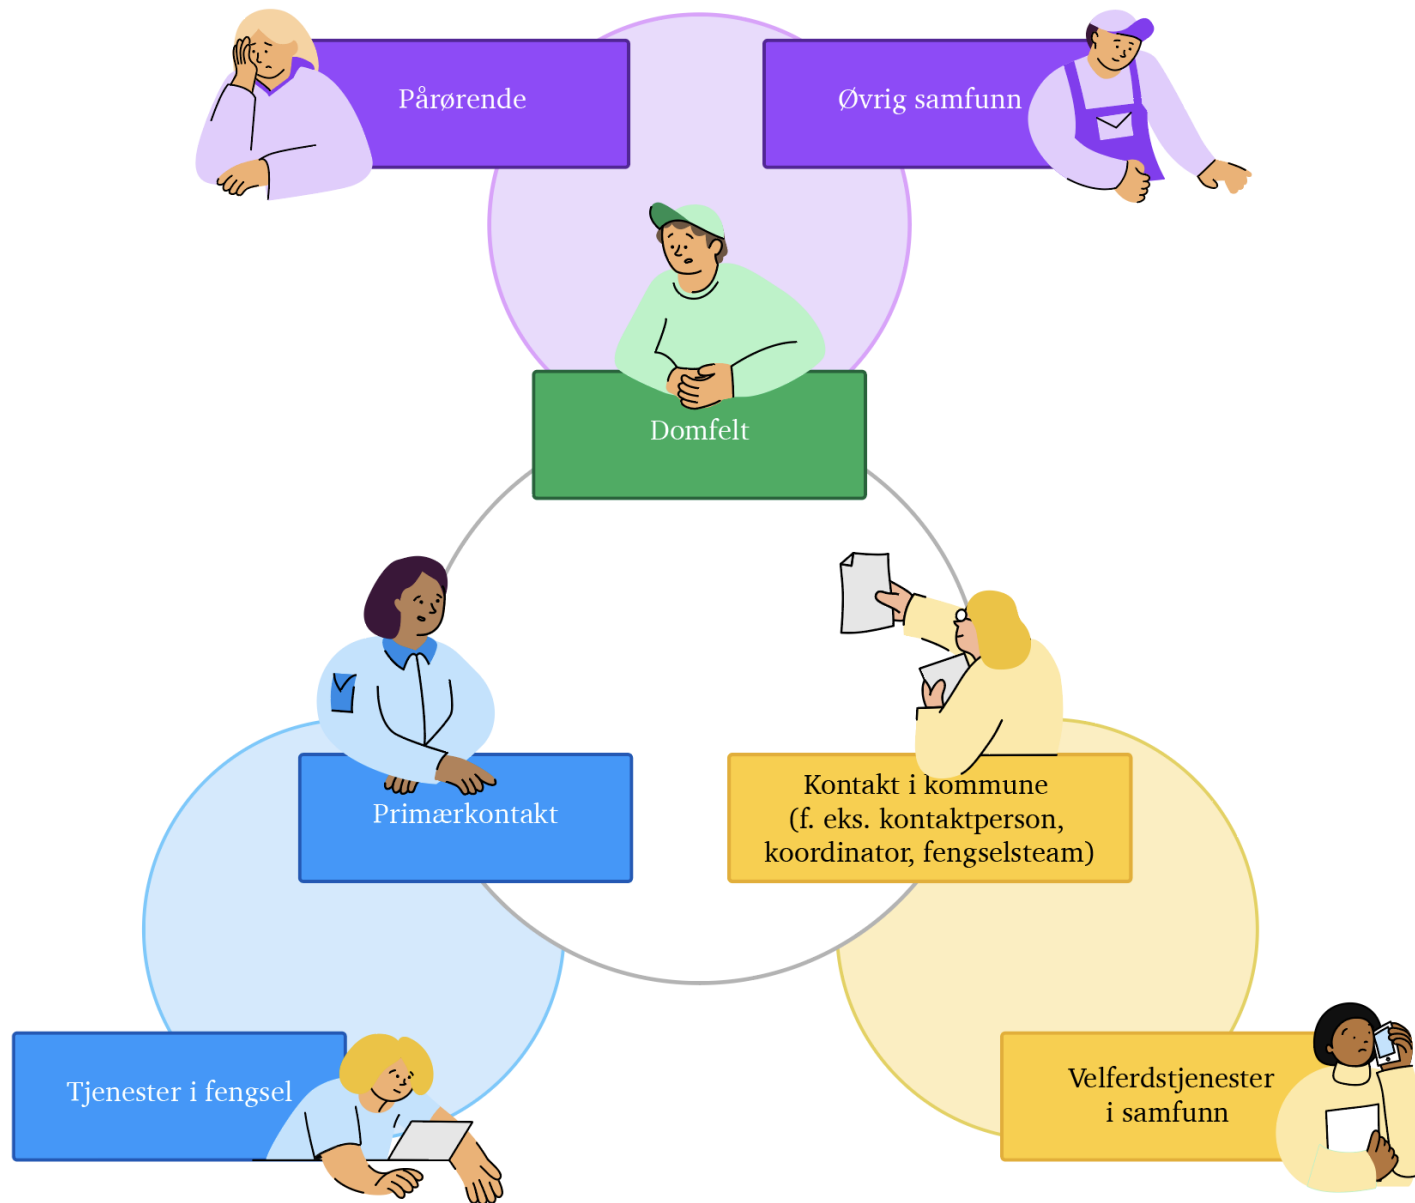 Pårørende
Øvrig samfunn
Domfelt
Primærkontakt
Kontakt i kommune
(f. eks. kontaktperson,
koordinator, fengselsteam)
Tjenester i fengsel
Velferdstjenester
i samfunn